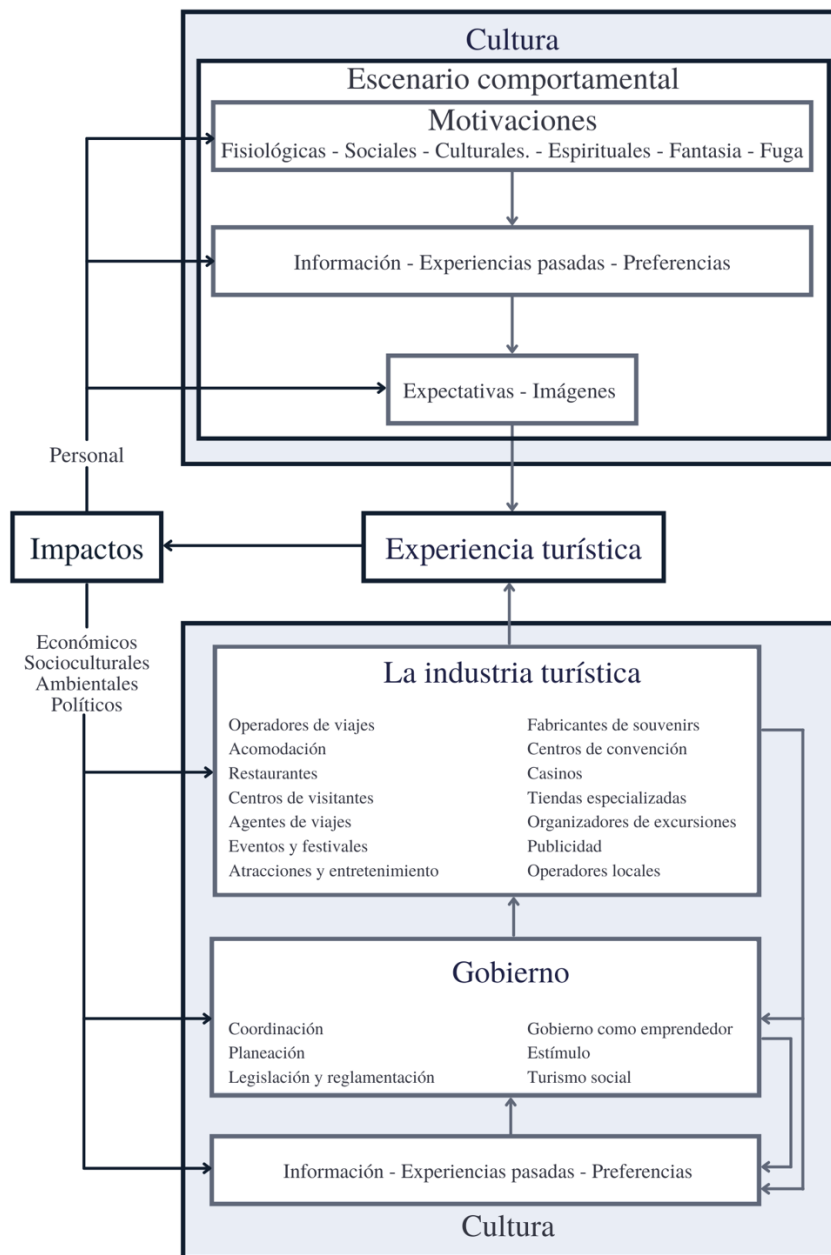 Cultura
Escenario comportamental
Motivaciones
Fisiológicas - Sociales - Culturales. - Espirituales - Fantasia - Fuga
Información - Experiencias pasadas - Preferencias
Expectativas - Imágenes
Personal
Impactos
Experiencia turística
Económicos
Socioculturales
Ambientales
Políticos
La industria turística
Operadores de viajes
Acomodación
Restaurantes
Centros de visitantes
Agentes de viajes
Eventos y festivales
Atracciones y entretenimiento
Fabricantes de souvenirs
Centros de convención
Casinos
Tiendas especializadas
Organizadores de excursiones
Publicidad
Operadores locales
Gobierno
Coordinación
Planeación
Legislación y reglamentación
Gobierno como emprendedor
Estímulo
Turismo social
Información - Experiencias pasadas - Preferencias
Cultura